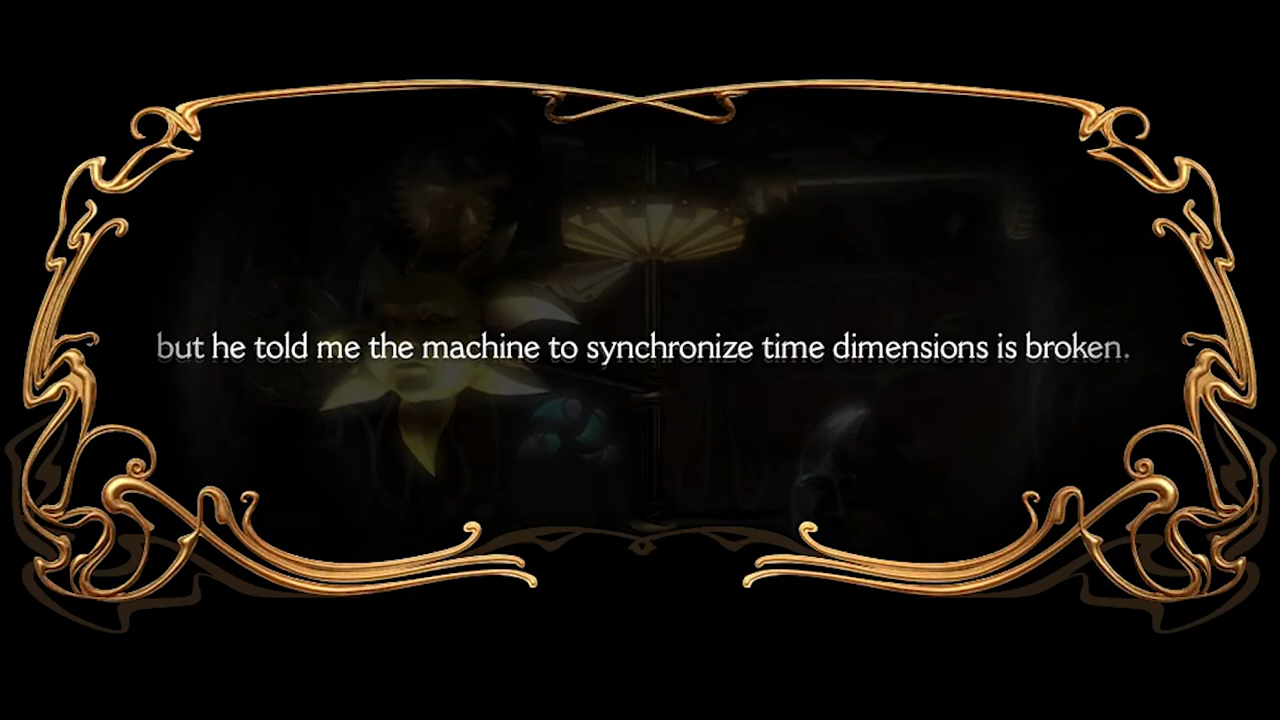 but he told me the machine to synchronize time dimensions is broken.